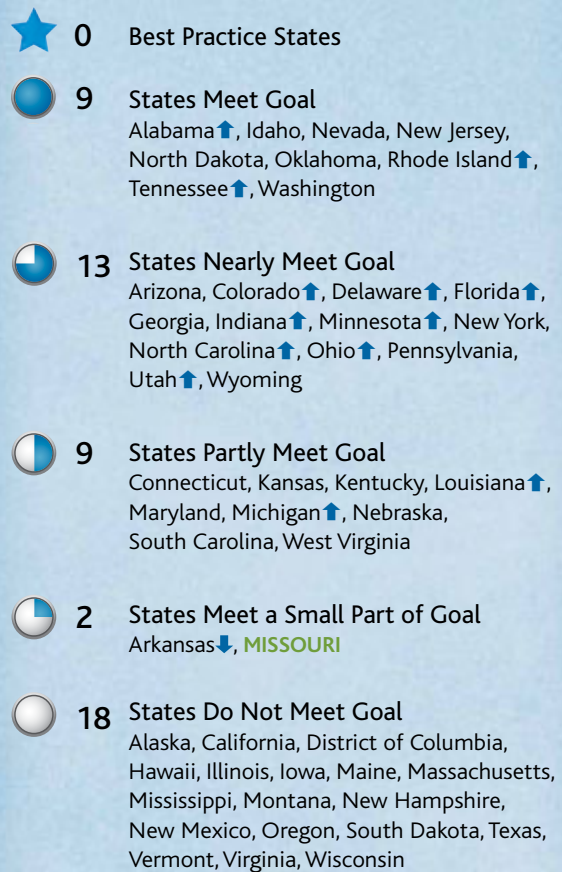 0 Best Practice States
9 States Meet Goal
Alabama⬆, Idaho, Nevada, New Jersey,
North Dakota, Oklahoma, Rhode Island⬆,
Tennessee⬆, Washington
13 States Nearly Meet Goal
Arizona, Colorado⬆, Delaware⬆, Florida⬆,
Georgia, Indiana⬆, Minnesota⬆, New York,
North Carolina⬆, Ohio⬆, Pennsylvania,
Utah⬆, Wyoming
9 States Partly Meet Goal
Connecticut, Kansas, Kentucky, Louisiana⬆,
Maryland, Michigan⬆, Nebraska,
South Carolina, West Virginia
2 States Meet a Small Part of Goal
Arkansas⬇, MISSOURI
18 States Do Not Meet Goal
Alaska, California, District of Columbia,
Hawaii, Illinois, Iowa, Maine, Massachusetts,
Mississippi, Montana, New Hampshire,
New Mexico, Oregon, South Dakota, Texas,
Vermont, Virginia, Wisconsin